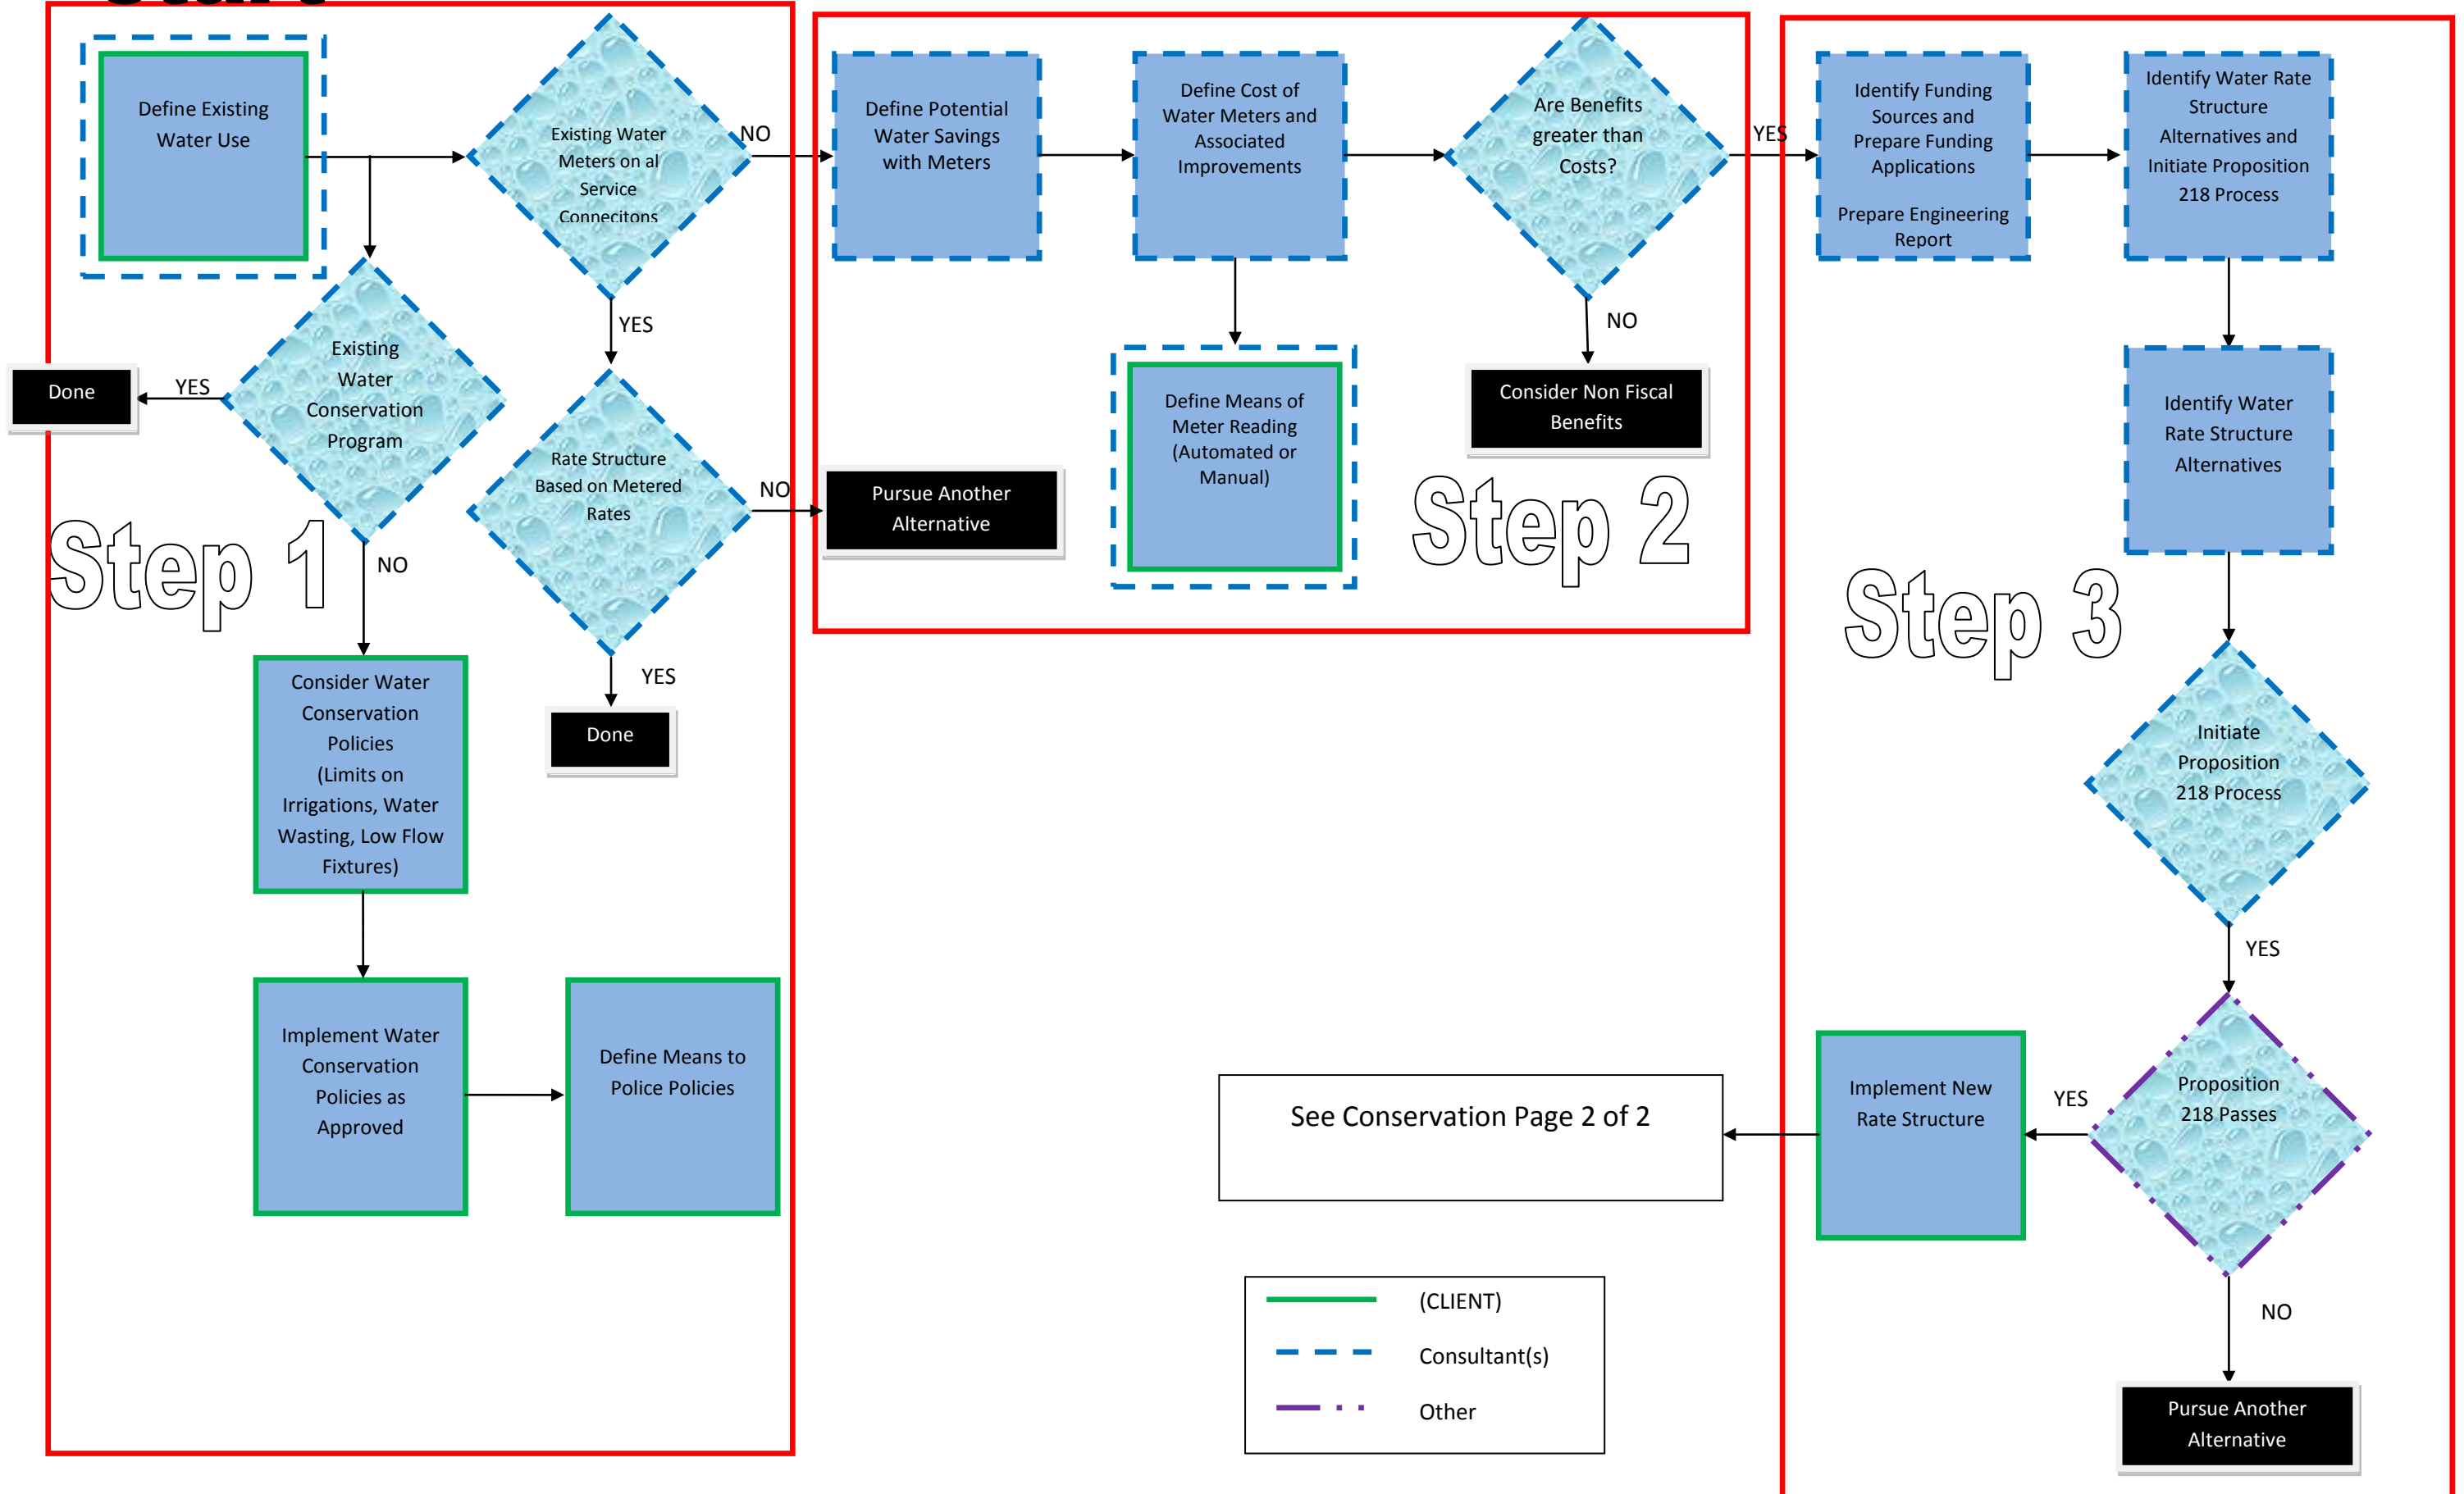 Define Existing
Water Use
Existing Water
Meters on al
Service
Connecitons
NO
YES
Existing
Water
Conservation
Program
YES
Done
NO
Rate Structure
Based on Metered
Rates
NO
YES
Done
Step 1
Consider Water
Conservation
Policies
(Limits on
Irrigations, Water
Wasting, Low Flow
Fixtures)
Implement Water
Conservation
Policies as
Approved
Define Means to
Police Policies
Define Potential
Water Savings
with Meters
Define Cost of
Water Meters and
Associated
Improvements
Are Benefits
greater than
Costs?
YES
NO
Define Means of
Meter Reading
(Automated or
Manual)
Consider Non Fiscal
Benefits
Pursue Another
Alternative
Step 2
Identify Funding
Sources and
Prepare Funding
Applications
Prepare Engineering
Report
Identify Water Rate
Structure
Alternatives and
Initiate Proposition
218 Process
Identify Water
Rate Structure
Alternatives
Step 3
Initiate
Proposition
218 Process
YES
Proposition
218 Passes
YES
Implement New
Rate Structure
See Conservation Page 2 of 2
NO
Pursue Another
Alternative
(CLIENT)
Consultant(s)
Other